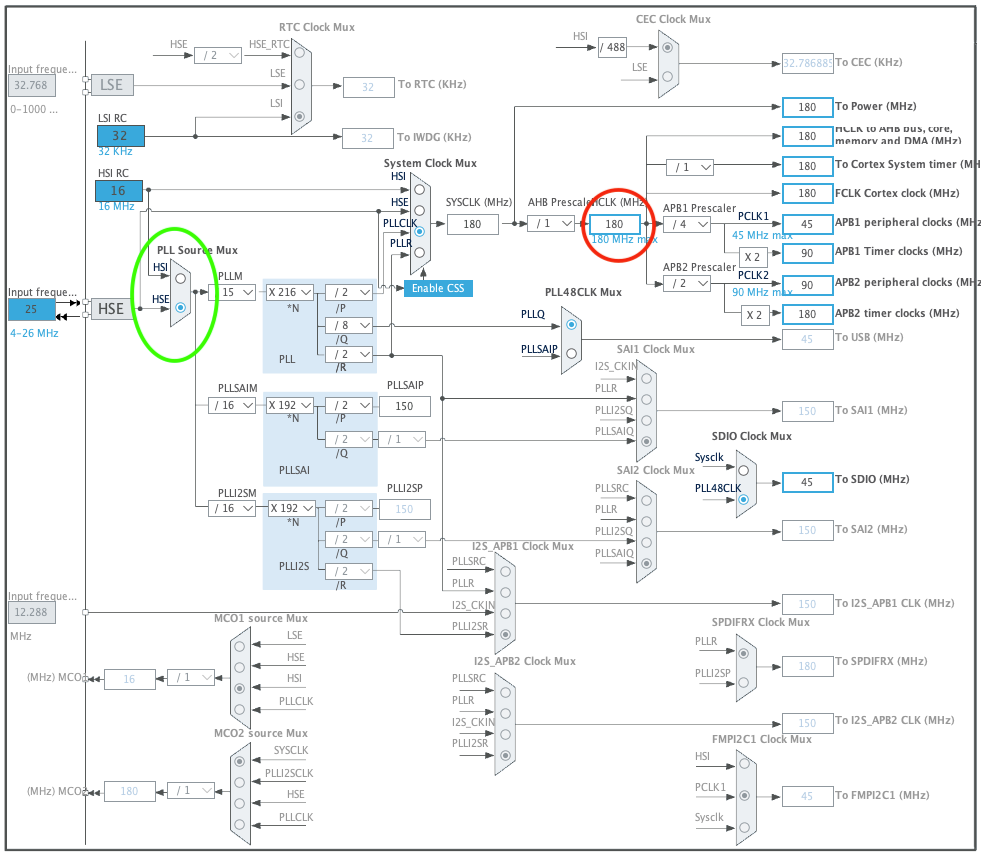 RTC Clock Mux
CEC Clock Mux
HSE
/ 2
HSE_RTC
HSI
/ 488
Input freque...
32.768
LSE
LSE
32
To RTC (KHz)
LSE
32.786885
To CEC (KHz)
0-1000 ...
LSI
180
To Power (MHz)
LSI RC
32
32 KHz
32
To IWDG (KHz)
180
HCLK to AHB bus, core,
memory and DMA (MHz)
System Clock Mux
HSI
/ 1
180
To Cortex System timer (MH
HSI RC
16
16 MHz
HSE
SYSCLK (MHz)
AHB Prescaler
HCLK (MHz)
180
FCLK Cortex clock (MHz)
PLLCLK
180
/ 1
180
180 MHz max
APB1 Prescaler
/ 4
PCLK1
45 MHz max
45
APB1 peripheral clocks (MHz
PLLR
X 2
90
APB1 Timer clocks (MHz)
PLL Source Mux
HSI
PLLM
Enable CSS
APB2 Prescaler
/ 2
PCLK2
90 MHz max
90
APB2 peripheral clocks (MHz
Input freque...
25
4-26 MHz
HSE
HSE
/ 15
X 216
*N
/ 2
/P
PLL48CLK Mux
X 2
180
APB2 timer clocks (MHz)
/ 8
/Q
PLLQ
45
To USB (MHz)
PLL
/ 2
/R
PLLSAIP
SAI1 Clock Mux
I2S_CKIN
PLLSAIM
/ 16
X 192
*N
/ 2
/P
PLLSAIP
150
PLLR
PLLI2SQ
150
To SAI1 (MHz)
/ 2
/Q
/ 1
PLLSAIQ
SDIO Clock Mux
PLLSAI
SAI2 Clock Mux
Sysclk
PLL48CLK
45
To SDIO (MHz)
PLLI2SM
/ 16
X 192
*N
/ 2
/P
PLLI2SP
150
PLLSRC
PLLR
/ 2
/Q
/ 1
PLLI2SQ
150
To SAI2 (MHz)
PLLI2S
/ 2
/R
I2S_APB1 Clock Mux
PLLSAIQ
PLLSRC
PLLR
Input freque...
12.288
MHz
I2S_CKIN
150
To I2S_APB1 CLK (MHz)
PLLI2SR
MCO1 source Mux
LSE
HSE
HSI
PLLCLK
(MHz) MCO
16
/ 1
SPDIFRX Clock Mux
PLLR
PLLI2SP
180
To SPDIFRX (MHz)
I2S_APB2 Clock Mux
PLLSRC
PLLR
I2S_CKIN
PLLI2SR
150
To I2S_APB2 CLK (MHz)
MCO2 source Mux
SYSCLK
PLLI2SCLK
HSE
PLLCLK
(MHz) MCO
180
/ 1
FMPI2C1 Clock Mux
HSI
PCLK1
Sysclk
45
To FMPI2C1 (MHz)